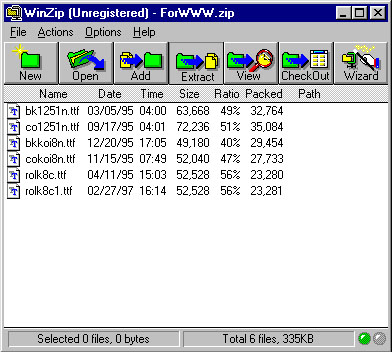 WinZip (Unregistered) - ForWWW.zip
File Actions Options Help
New Open Add Extract View CheckOut Wizard
Name Date Time Size Ratio Packed Path
bk1251n.ttf 03/05/95 04:00 63,668 49% 32,764
co1251n.ttf 09/17/95 04:01 72,236 51% 35,084
bkkoi8n.ttf 12/20/95 17:05 49,180 40% 29,454
cokoi8n.ttf 11/15/95 07:49 52,040 47% 27,733
rolk8c.ttf 04/11/95 15:03 52,528 56% 23,280
rolk8c1.ttf 02/27/97 16:14 52,528 56% 23,281
Selected 0 files, 0 bytes Total 6 files, 335KB